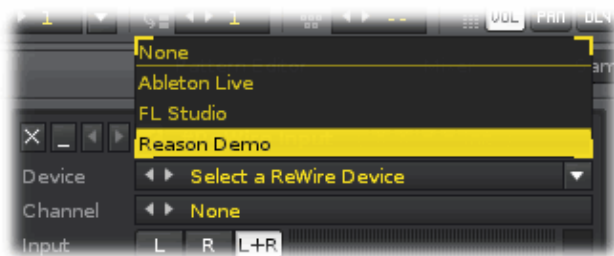 1 1 -- VOL PAN
None
Ableton Live
FL Studio
Reason Demo
Device Select a ReWire Device
Channel None
Input L R L+R